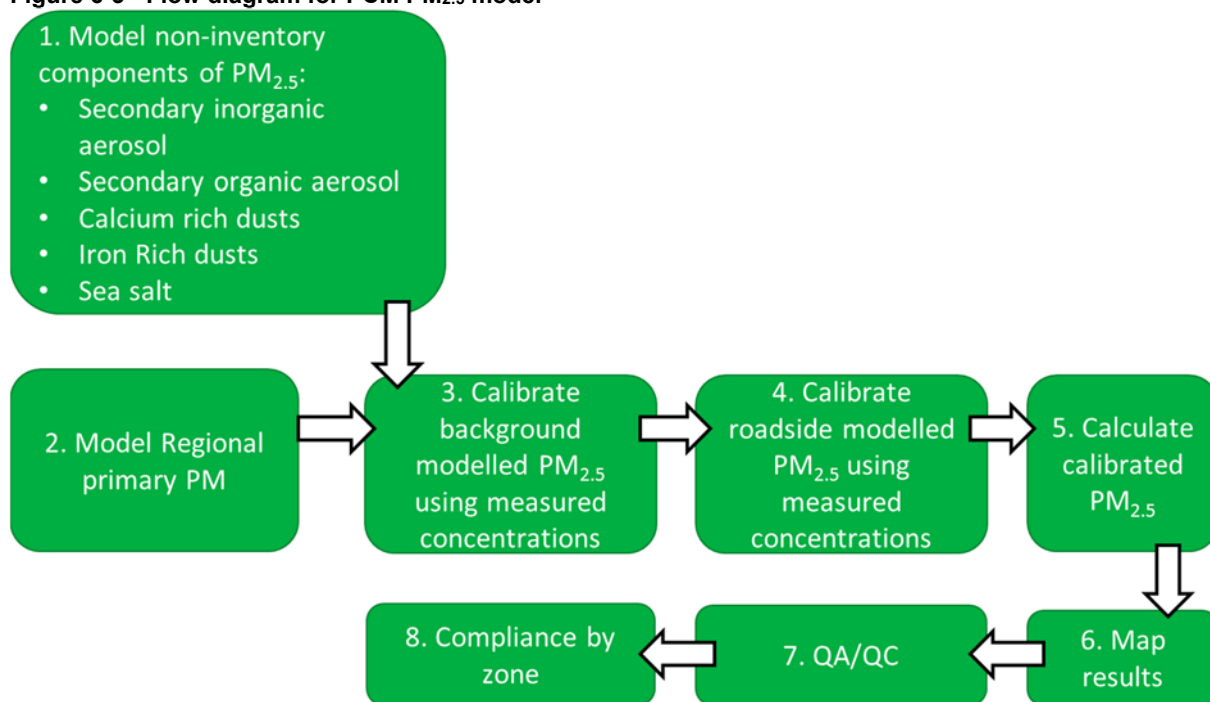 1. Model non-inventory
components of PM₂.₅:
• Secondary inorganic
aerosol
• Secondary organic aerosol
• Calcium rich dusts
• Iron Rich dusts
• Sea salt
2. Model Regional
primary PM
3. Calibrate
background
modelled PM₂.₅
using measured
concentrations
4. Calibrate
roadside modelled
PM₂.₅ using
measured
concentrations
5. Calculate
calibrated
PM₂.₅
6. Map
results
7. QA/QC
8. Compliance by
zone